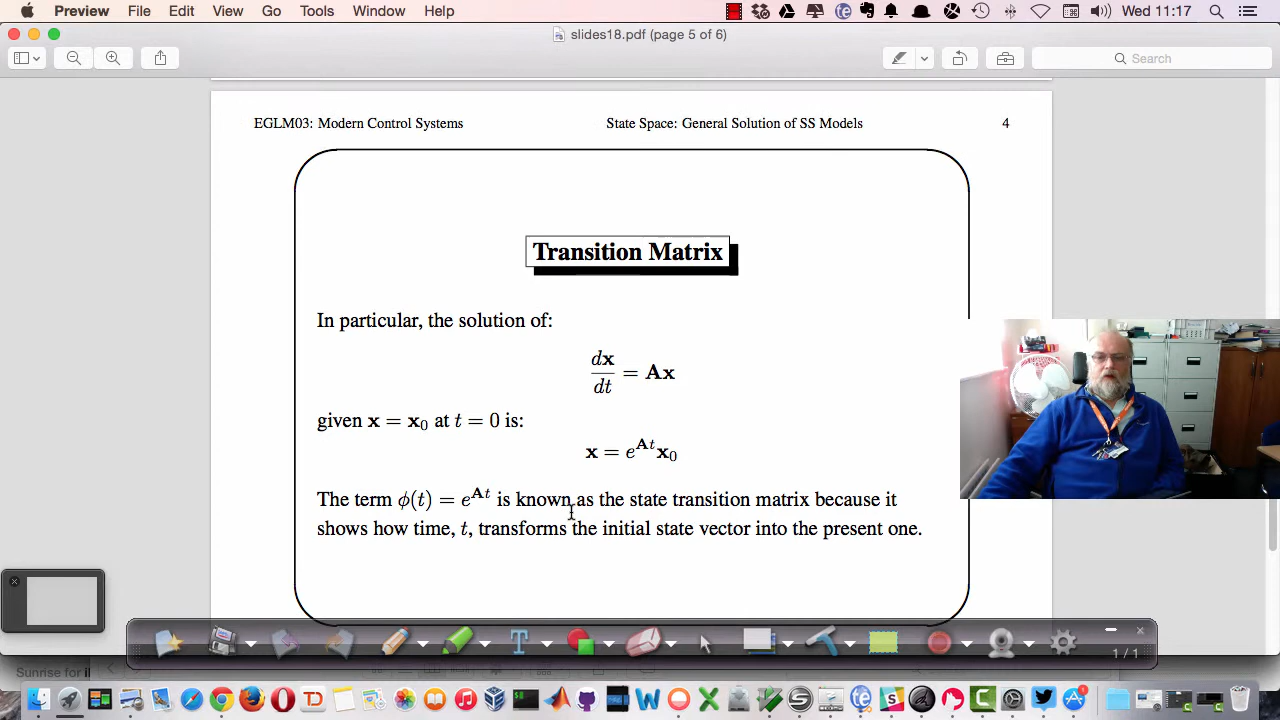 Preview File Edit View Go Tools Window Help Wed 11:17
slides18.pdf (page 5 of 6)
Search
EGLM03: Modern Control Systems State Space: General Solution of SS Models 4
Transition Matrix
In particular, the solution of:
d𝐱/dt = 𝐀𝐱
given 𝐱 = 𝐱₀ at t = 0 is:
𝐱 = e^{𝐀t}𝐱₀
The term ϕ(t) = e^{𝐀t} is known as the state transition matrix because it
shows how time, t, transforms the initial state vector into the present one.
T
1 / 1
Sunrise for
TD W X